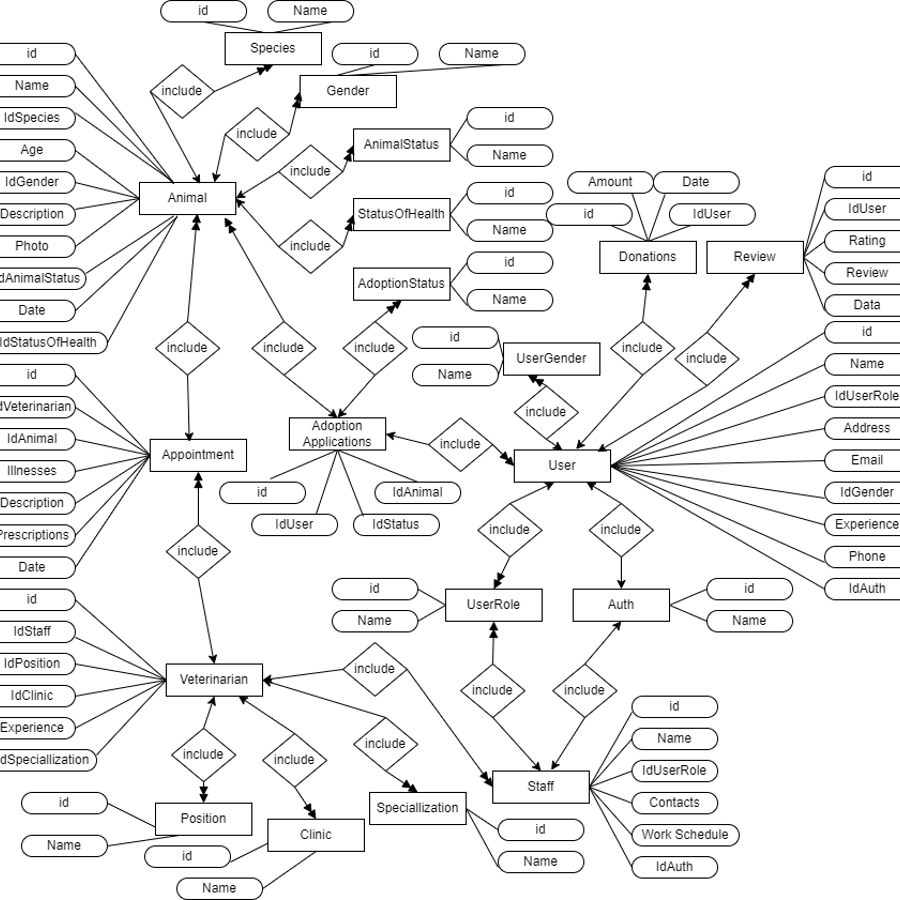 id
Name
Species
id
Name
id
Name
Gender
include
include
id
Name
IdSpecies
Age
IdGender
Description
Photo
dAnimalStatus
Date
IdStatusOfHealth
Animal
include
AnimalStatus
id
Name
include
StatusOfHealth
id
Name
AdoptionStatus
id
Name
Amount
Date
id
IdUser
Donations
Review
id
IdUser
Rating
Review
Data
include
include
include
id
Name
UserGender
include
include
include
id
Name
IdUserRole
Address
Email
IdGender
Experience
Phone
IdAuth
id
dVeterinarian
IdAnimal
Illnesses
Description
Prescriptions
Date
Appointment
Adoption
Applications
include
User
id
IdAnimal
IdUser
IdStatus
include
include
include
id
Name
UserRole
Auth
id
Name
id
IdStaff
IdPosition
IdClinic
Experience
dSpeciallization
Veterinarian
include
include
include
include
include
include
id
Name
Position
id
Name
Clinic
Speciallization
id
Name
Staff
id
Name
IdUserRole
Contacts
Work Schedule
IdAuth